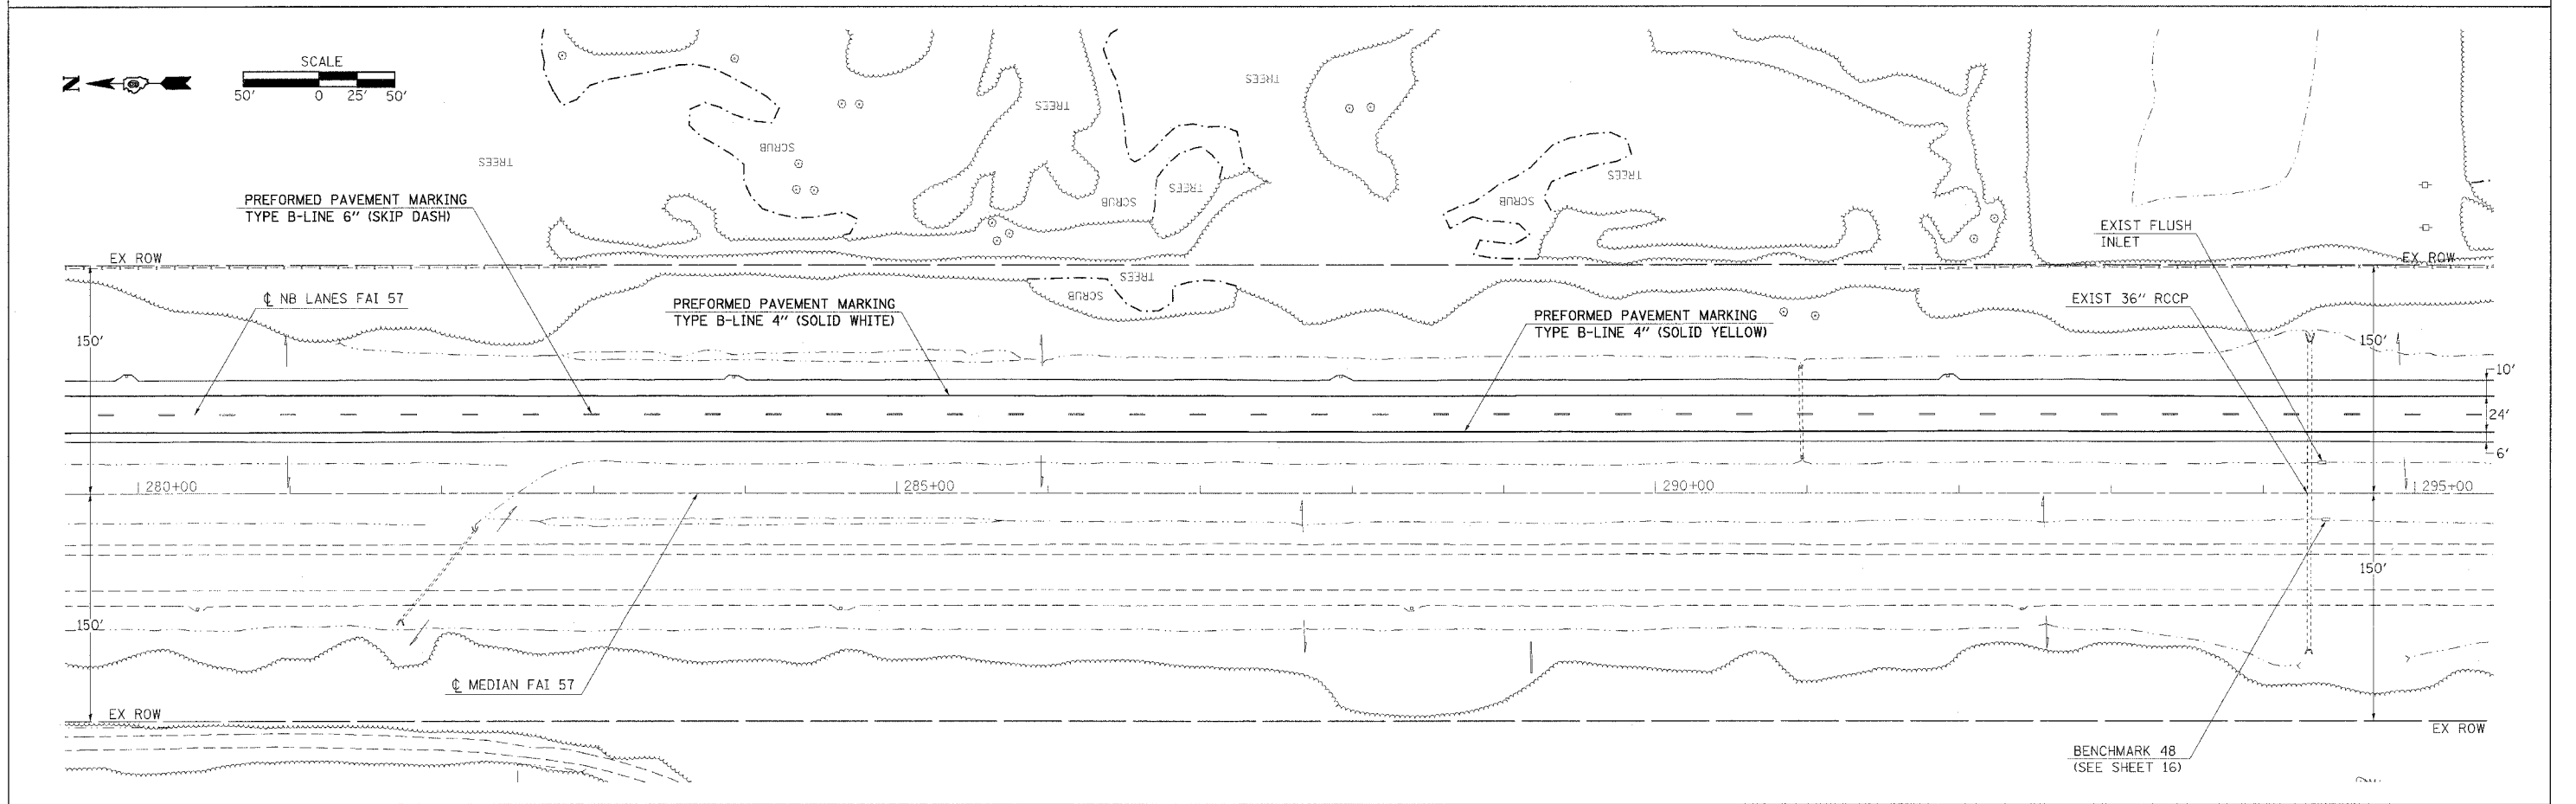 SCALE
N
50' 0 25' 50'
TREES
TREES
SCRUB
TREES
TREES
SCRUB
TREES
SCRUB
TREES
PREFORMED PAVEMENT MARKING
TYPE B-LINE 6" (SKIP DASH)
EXIST FLUSH
INLET
EX ROW
EX ROW
TREES
SCRUB
℄ NB LANES FAI 57
PREFORMED PAVEMENT MARKING
TYPE B-LINE 4" (SOLID WHITE)
EXIST 36" RCCP
PREFORMED PAVEMENT MARKING
TYPE B-LINE 4" (SOLID YELLOW)
150'
150'
10'
24'
6'
280+00
285+00
290+00
295+00
150'
150'
℄ MEDIAN FAI 57
EX ROW
EX ROW
BENCHMARK 48
(SEE SHEET 16)